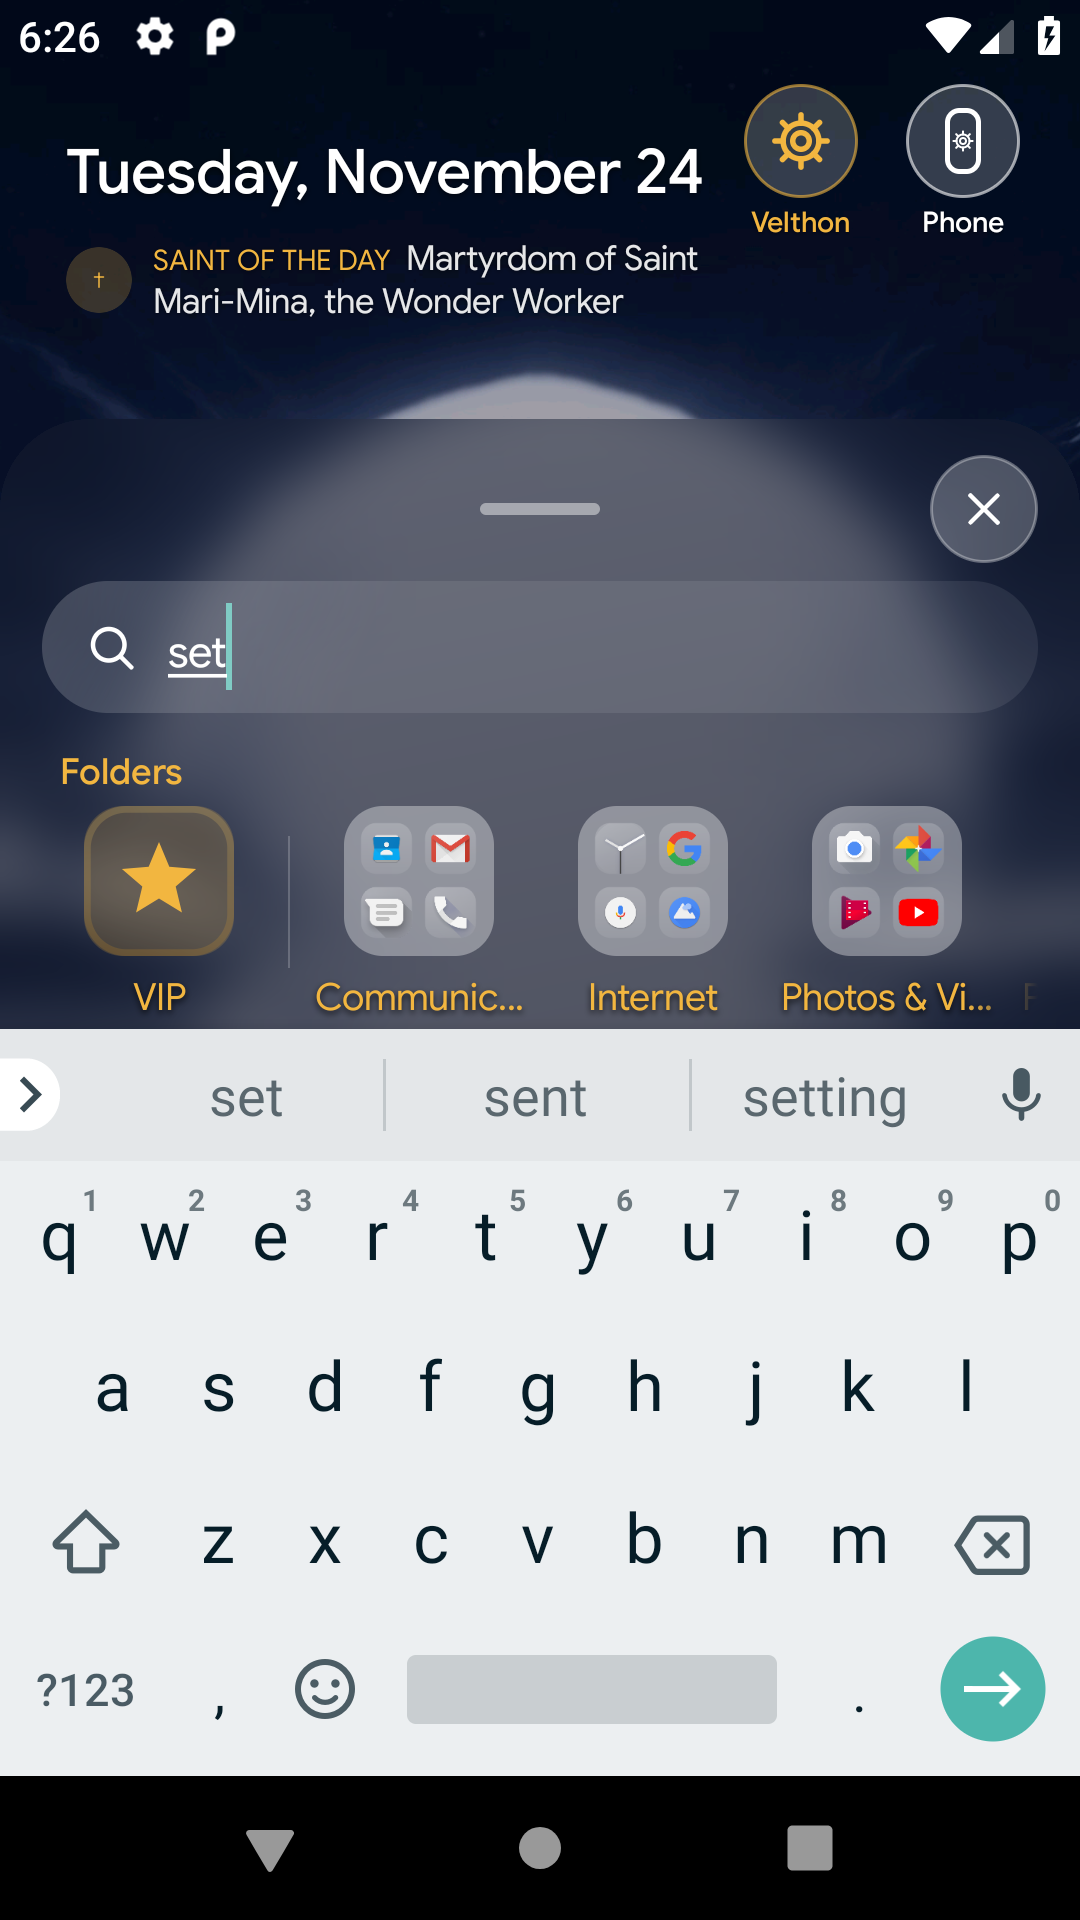 6:26
Tuesday, November 24
Velthon
Phone
SAINT OF THE DAY Martyrdom of Saint
Mari-Mina, the Wonder Worker
set
Folders
VIP
Communic...
Internet
Photos & Vi...
set sent setting
1 2 3 4 5 6 7 8 9 0
q w e r t y u i o p
a s d f g h j k l
z x c v b n m
?123 , .